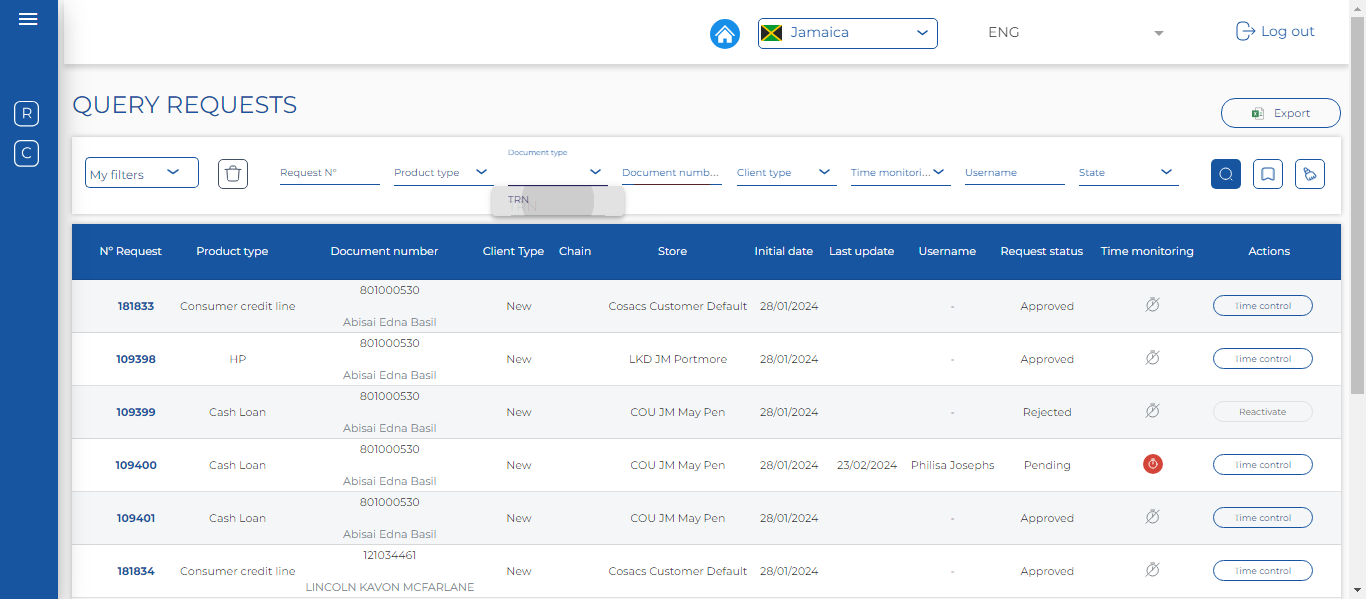 Jamaica
ENG
Log out
R
C
QUERY REQUESTS
Export
My filters
Request N°
Product type
Document type
Document numb...
Client type
Time monitori...
Username
State
TRN
N° Request Product type Document number Client Type Chain Store Initial date Last update Username Request status Time monitoring Actions
801000530
181833 Consumer credit line New Cosacs Customer Default 28/01/2024 - Approved Time control
Abisai Edna Basil
801000530
109398 HP New LKD JM Portmore 28/01/2024 - Approved Time control
Abisai Edna Basil
801000530
109399 Cash Loan New COU JM May Pen 28/01/2024 - Rejected Reactivate
Abisai Edna Basil
801000530
109400 Cash Loan New COU JM May Pen 28/01/2024 23/02/2024 Philisa Josephs Pending Time control
Abisai Edna Basil
801000530
109401 Cash Loan New COU JM May Pen 28/01/2024 - Approved Time control
Abisai Edna Basil
121034461
181834 Consumer credit line New Cosacs Customer Default 28/01/2024 - Approved Time control
LINCOLN KAVON MCFARLANE